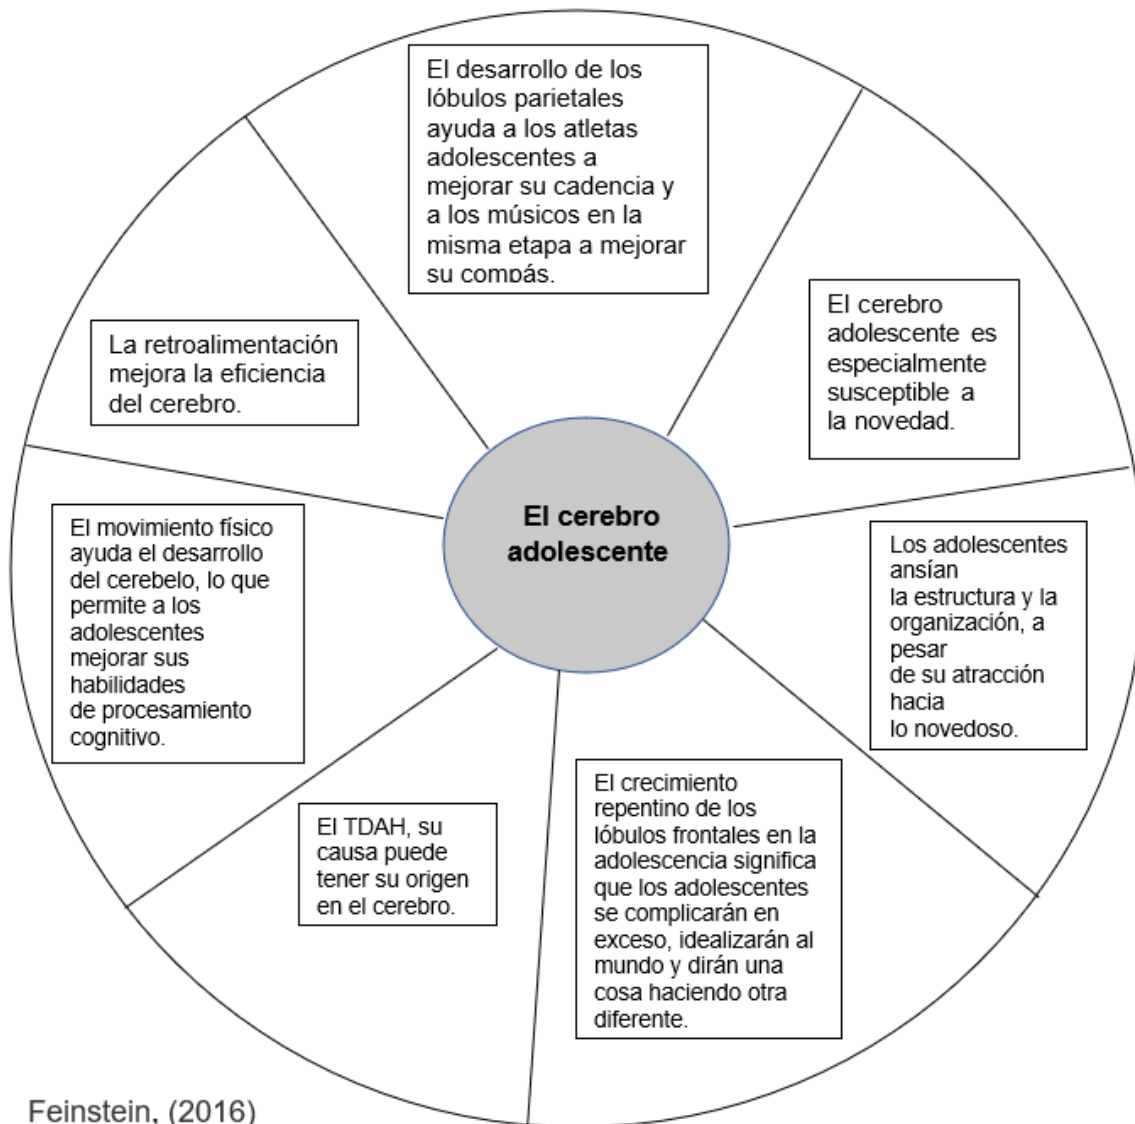 El desarrollo de los
lóbulos parietales
ayuda a los atletas
adolescentes a
mejorar su cadencia y
a los músicos en la
misma etapa a mejorar
su compás.
El cerebro
adolescente es
especialmente
susceptible a
la novedad.
Los adolescentes
ansían
la estructura y la
organización, a
pesar
de su atracción
hacia
lo novedoso.
El crecimiento
repentino de los
lóbulos frontales en la
adolescencia significa
que los adolescentes
se complicarán en
exceso, idealizarán al
mundo y dirán una
cosa haciendo otra
diferente.
El TDAH, su
causa puede
tener su origen
en el cerebro.
El movimiento físico
ayuda el desarrollo
del cerebelo, lo que
permite a los
adolescentes
mejorar sus
habilidades
de procesamiento
cognitivo.
La retroalimentación
mejora la eficiencia
del cerebro.
El cerebro
adolescente
Feinstein, (2016)